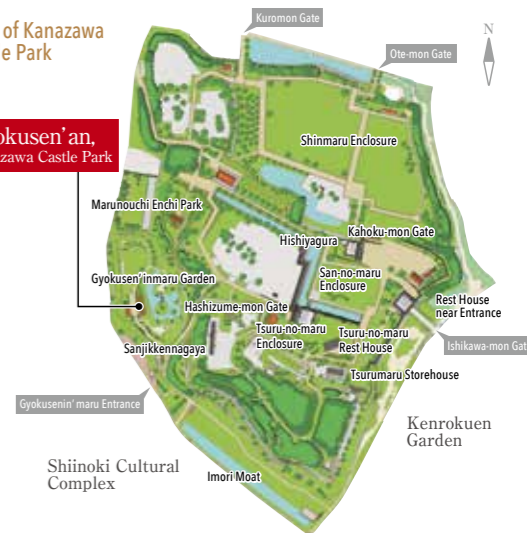 of Kanazawa
e Park
Kuromon Gate
N
Ote-mon Gate
Shinmaru Enclosure
okusen'an,
zawa Castle Park
Marunouchi Enchi Park
Kahoku-mon Gate
Hishiyagura
San-no-maru
Enclosure
Gyokusen'inmaru Garden
Hashizume-mon Gate
Rest House
near Entrance
Tsuru-no-maru
Enclosure
Tsuru-no-maru
Rest House
Ishikawa-mon Gat
Sanjikkennagaya
Tsurumaru Storehouse
Gyokusenin' maru Entrance
Kenrokuen
Garden
Shiinoki Cultural
Complex
Imori Moat